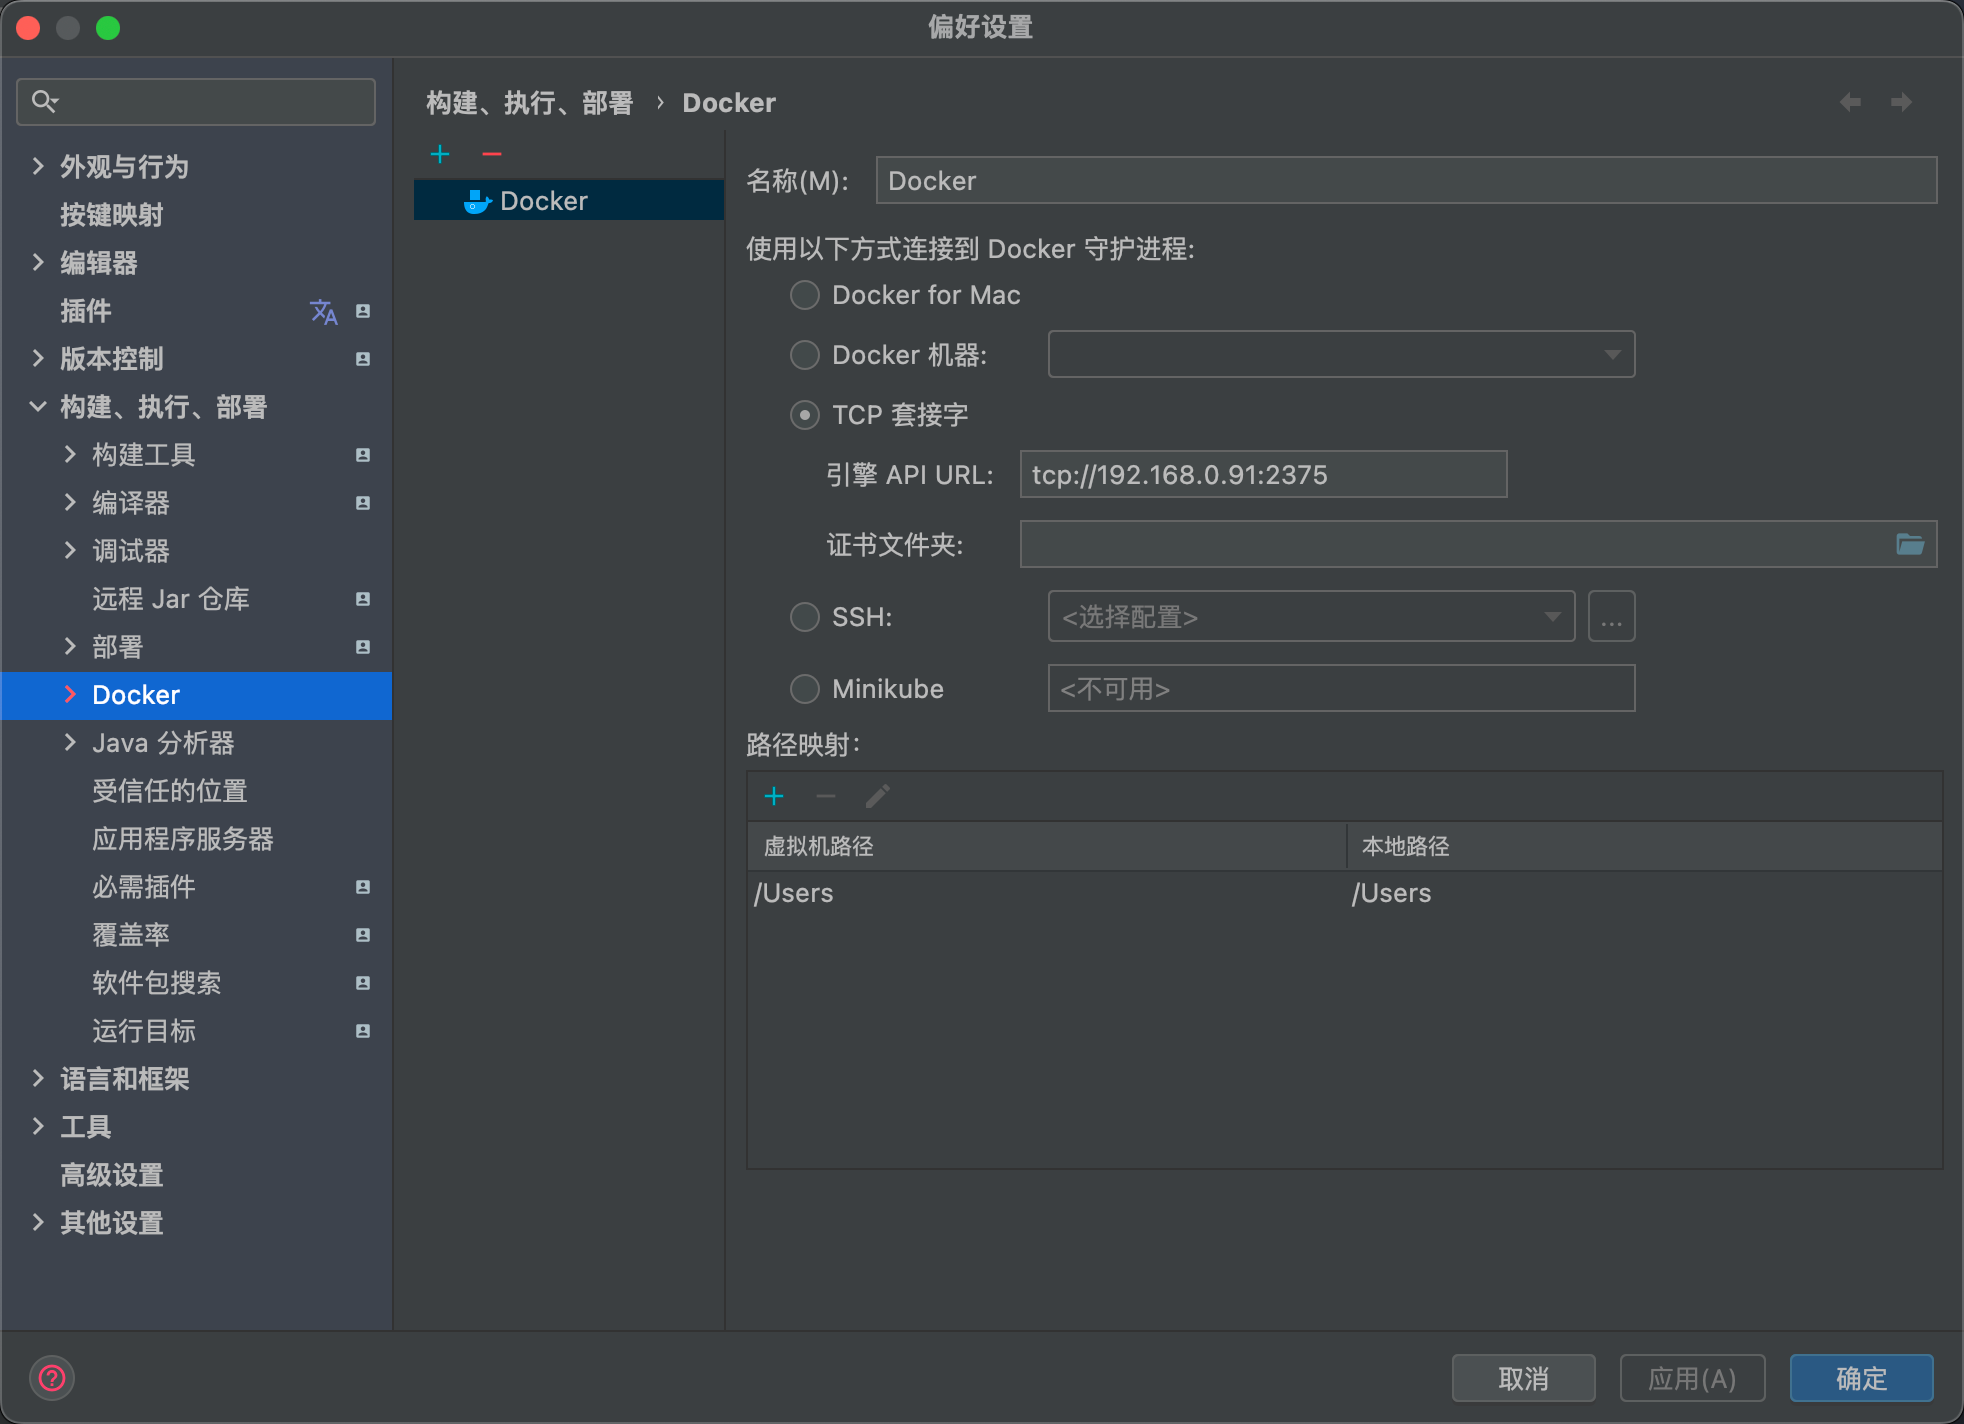 偏好设置
外观与行为
按键映射
编辑器
插件
版本控制
构建、执行、部署
构建工具
编译器
调试器
远程 Jar 仓库
部署
Docker
Java 分析器
受信任的位置
应用程序服务器
必需插件
覆盖率
软件包搜索
运行目标
语言和框架
工具
高级设置
其他设置
构建、执行、部署 › Docker
Docker
名称(M): Docker
使用以下方式连接到 Docker 守护进程:
Docker for Mac
Docker 机器:
TCP 套接字
引擎 API URL: tcp://192.168.0.91:2375
证书文件夹:
SSH: <选择配置> ...
Minikube <不可用>
路径映射:
虚拟机路径 本地路径
/Users /Users
? 取消 应用(A) 确定